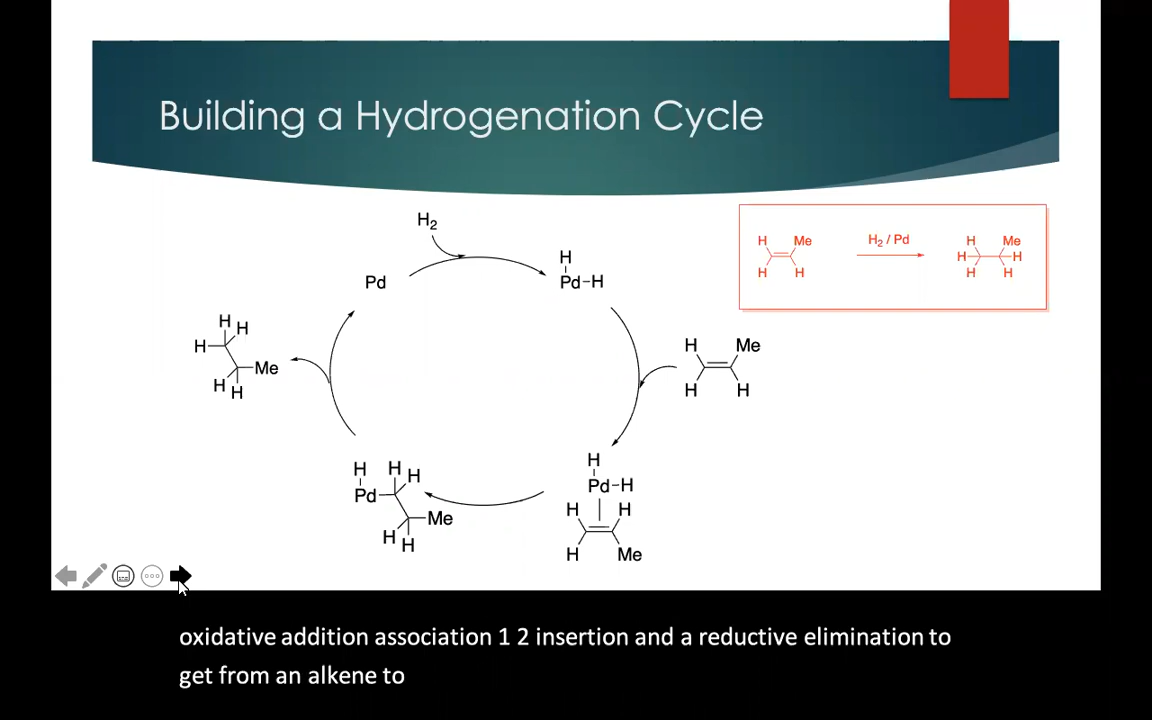 Building a Hydrogenation Cycle
H2
H
Pd-H
Pd
H Me
H H
H2 / Pd
H Me
H H
H H
H H
H Me
H H
H Me
H H
H
Pd-H
H H
H Me
H H H
Pd
Me
H H
oxidative addition association 1 2 insertion and a reductive elimination to
get from an alkene to